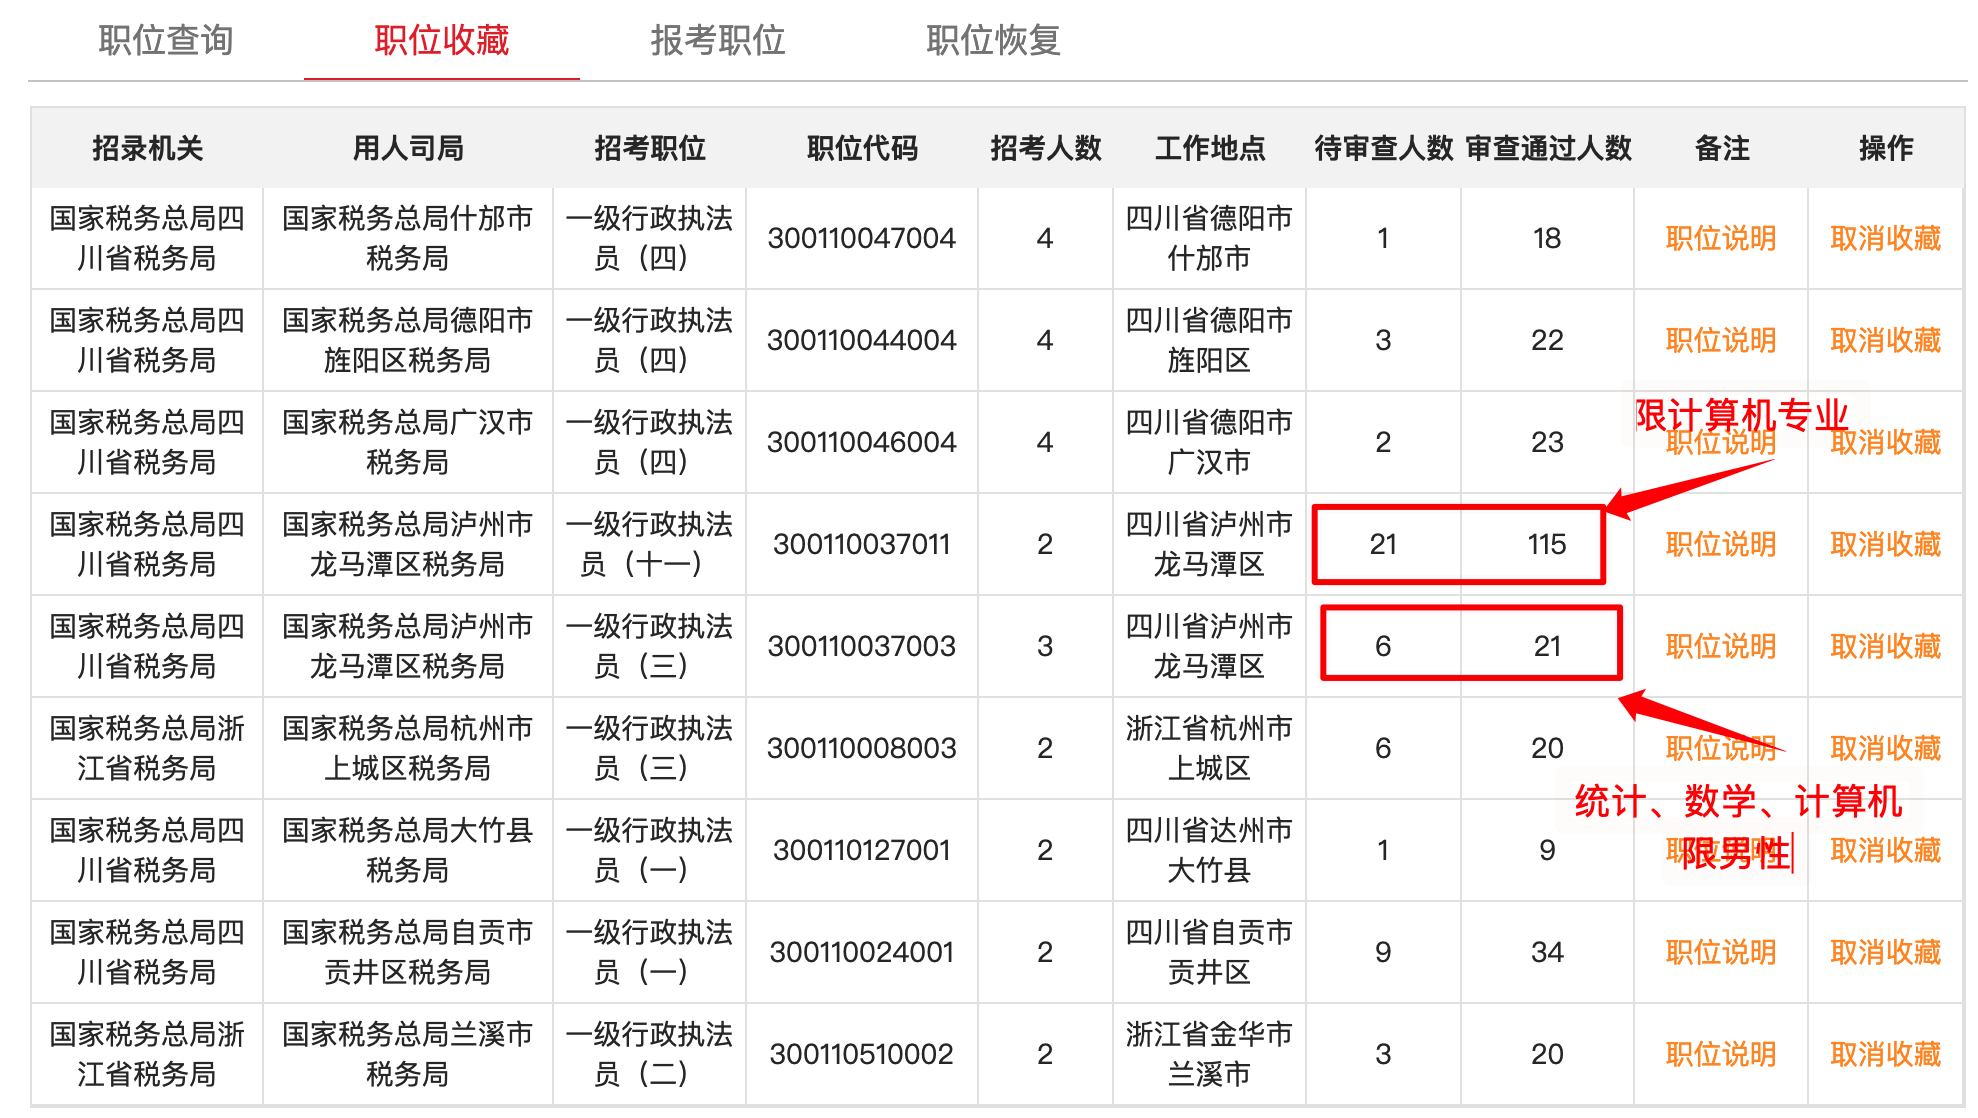 职位查询 职位收藏 报考职位 职位恢复
招录机关 用人司局 招考职位 职位代码 招考人数 工作地点 待审查人数 审查通过人数 备注 操作
国家税务总局四 国家税务总局什邡市 一级行政执法 四川省德阳市
300110047004 4 1 18 职位说明 取消收藏
川省税务局 税务局 员（四） 什邡市
国家税务总局四 国家税务总局德阳市 一级行政执法 四川省德阳市
300110044004 4 3 22 职位说明 取消收藏
川省税务局 旌阳区税务局 员（四） 旌阳区
限计算机专业
国家税务总局四 国家税务总局广汉市 一级行政执法 四川省德阳市
300110046004 4 2 23 职位说明 取消收藏
川省税务局 税务局 员（四） 广汉市
国家税务总局四 国家税务总局泸州市 一级行政执法 四川省泸州市
300110037011 2 21 115 职位说明 取消收藏
川省税务局 龙马潭区税务局 员（十一） 龙马潭区
国家税务总局四 国家税务总局泸州市 一级行政执法 四川省泸州市
300110037003 3 6 21 职位说明 取消收藏
川省税务局 龙马潭区税务局 员（三） 龙马潭区
国家税务总局浙 国家税务总局杭州市 一级行政执法 浙江省杭州市
300110008003 2 6 20 职位说明 取消收藏
江省税务局 上城区税务局 员（三） 上城区
统计、数学、计算机
限男性
国家税务总局四 国家税务总局大竹县 一级行政执法 四川省达州市
300110127001 2 1 9 职位说明 取消收藏
川省税务局 税务局 员（一） 大竹县
国家税务总局四 国家税务总局自贡市 一级行政执法 四川省自贡市
300110024001 2 9 34 职位说明 取消收藏
川省税务局 贡井区税务局 员（一） 贡井区
国家税务总局浙 国家税务总局兰溪市 一级行政执法 浙江省金华市
300110510002 2 3 20 职位说明 取消收藏
江省税务局 税务局 员（二） 兰溪市